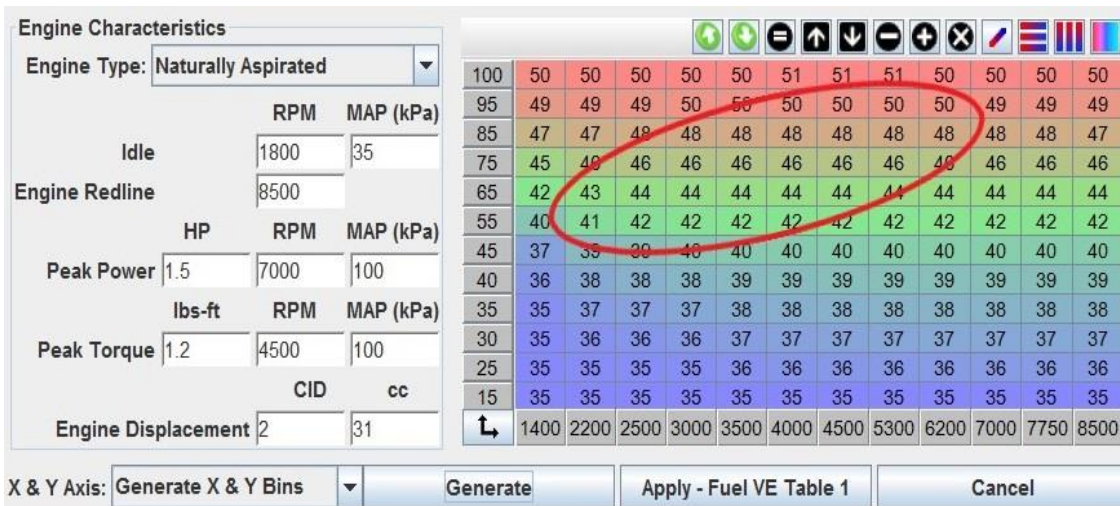 Engine Characteristics
Engine Type: Naturally Aspirated
RPM MAP (kPa)
Idle 1800 35
Engine Redline 8500
HP RPM MAP (kPa)
Peak Power 1.5 7000 100
lbs-ft RPM MAP (kPa)
Peak Torque 1.2 4500 100
CID cc
Engine Displacement 2 31
100 50 50 50 50 50 51 51 51 50 50 50 50
95 49 49 49 50 50 50 50 50 50 49 49 49
85 47 47 48 48 48 48 48 48 48 48 48 47
75 45 46 46 46 46 46 46 46 46 46 46 46
65 42 43 44 44 44 44 44 44 44 44 44 44
55 40 41 42 42 42 42 42 42 42 42 42 42
45 37 39 39 40 40 40 40 40 40 40 40 40
40 36 38 38 38 39 39 39 39 39 39 39 39
35 35 37 37 37 38 38 38 38 38 38 38 38
30 35 36 36 36 37 37 37 37 37 37 37 37
25 35 35 35 35 36 36 36 36 36 36 36 36
15 35 35 35 35 35 35 35 35 35 35 35 35
1400 2200 2500 3000 3500 4000 4500 5300 6200 7000 7750 8500
X & Y Axis: Generate X & Y Bins Generate Apply - Fuel VE Table 1 Cancel